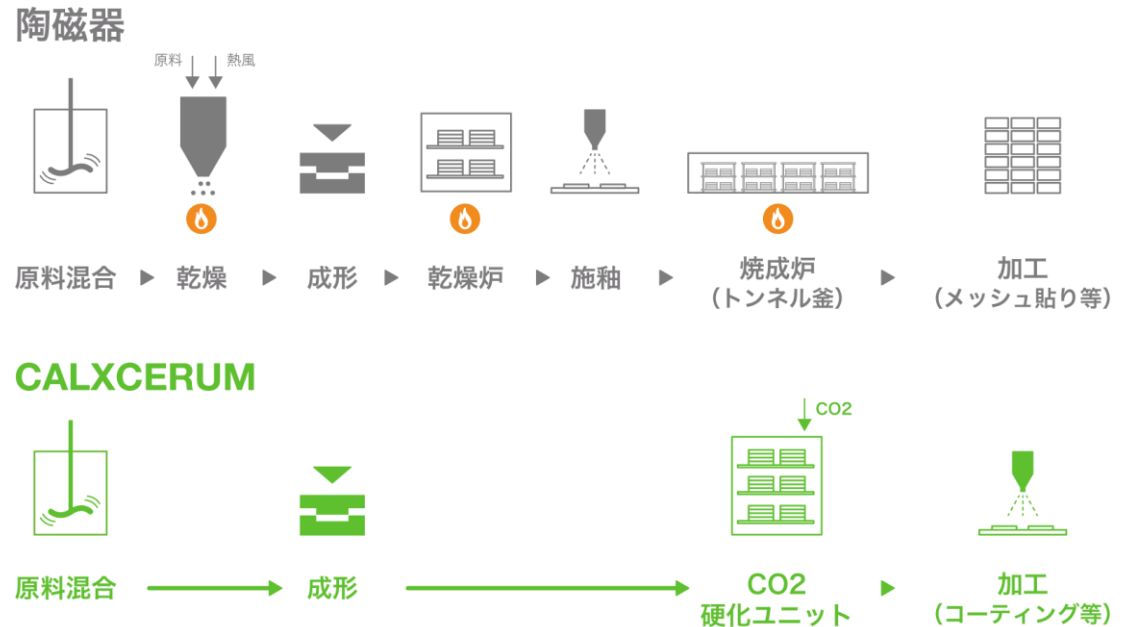 陶磁器
原料 熱風
原料混合 ▶ 乾燥 ▶ 成形 ▶ 乾燥炉 ▶ 施釉 ▶ 焼成炉 ▶ 加工
(トンネル釜) (メッシュ貼り等)
CALXCERUM
CO2
原料混合 成形 CO2 ▶ 加工
硬化ユニット (コーティング等)